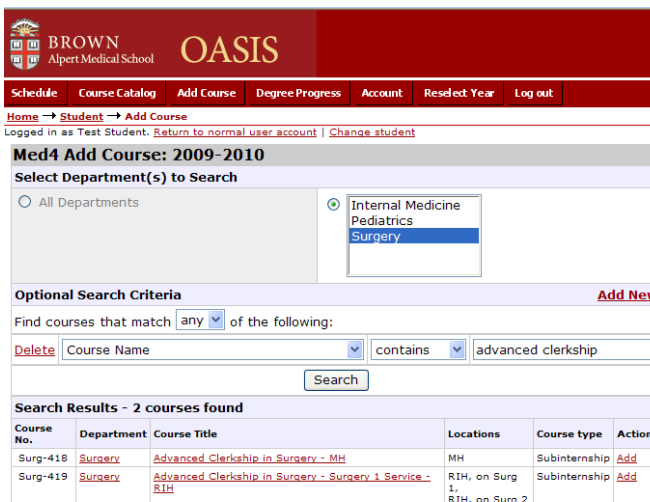 BROWN
Alpert Medical School
OASIS
Schedule Course Catalog Add Course Degree Progress Account Reselect Year Log out
Home → Student → Add Course
Logged in as Test Student. Return to normal user account | Change student
Med4 Add Course: 2009-2010
Select Department(s) to Search
All Departments
Internal Medicine
Pediatrics
Surgery
Optional Search Criteria Add New
Find courses that match any of the following:
Delete Course Name contains advanced clerkship
Search
Search Results - 2 courses found
Course No. Department Course Title Locations Course type Action
Surg-418 Surgery Advanced Clerkship in Surgery - MH MH Subinternship Add
Surg-419 Surgery Advanced Clerkship in Surgery - Surgery 1 Service - RIH, on Surg Subinternship Add
RIH 1,
RIH, on Surg 2